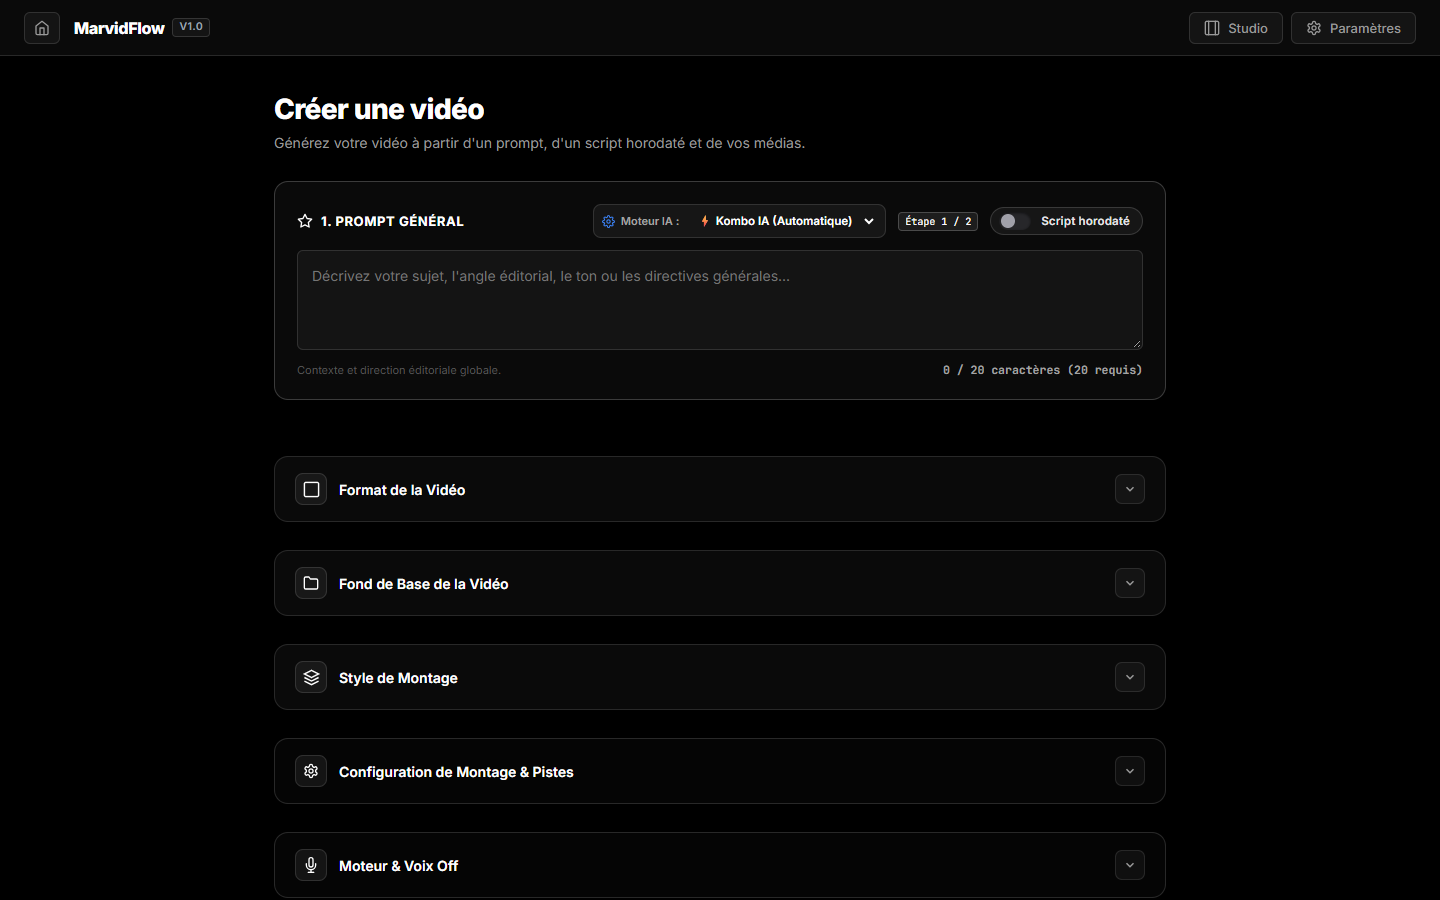 MarvidFlow V1.0 Studio Paramètres
Créer une vidéo
Générez votre vidéo à partir d'un prompt, d'un script horodaté et de vos médias.
1. PROMPT GÉNÉRAL Moteur IA : Kombo IA (Automatique) Étape 1 / 2 Script horodaté
Décrivez votre sujet, l'angle éditorial, le ton ou les directives générales...
Contexte et direction éditoriale globale. 0 / 20 caractères (20 requis)
Format de la Vidéo
Fond de Base de la Vidéo
Style de Montage
Configuration de Montage & Pistes
Moteur & Voix Off